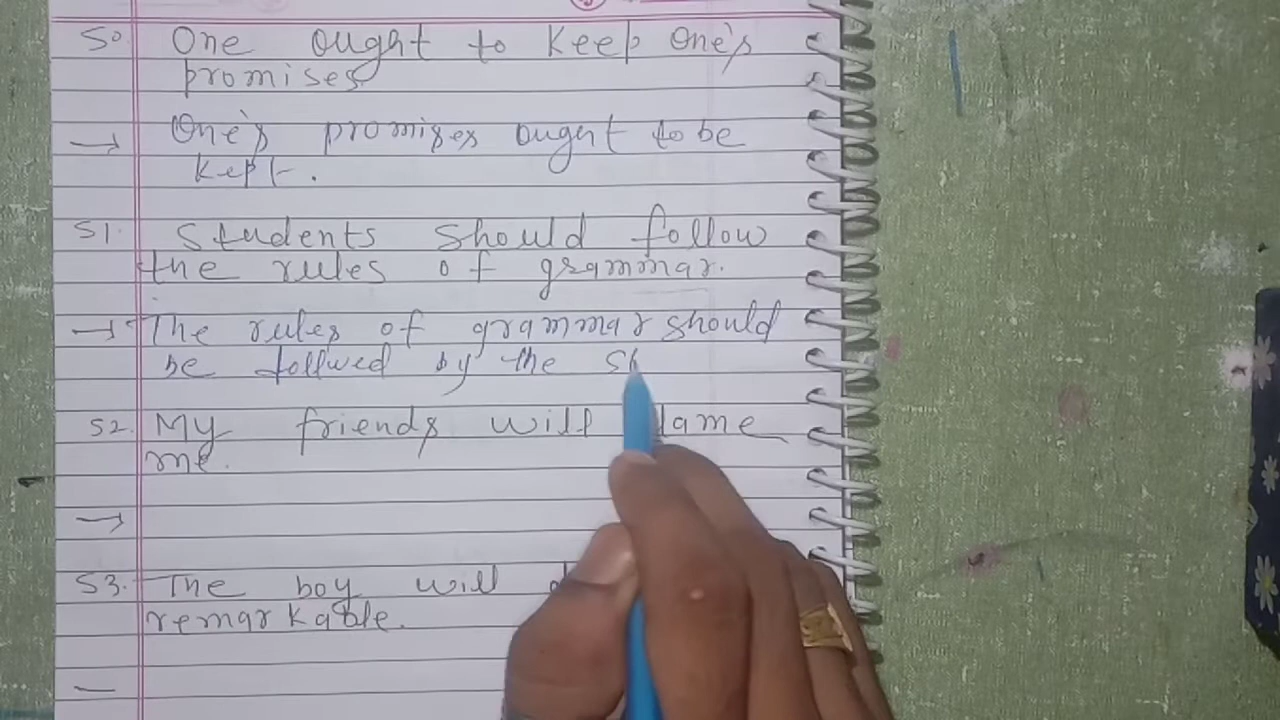 50. One ought to keep One's
promises.
→ One's promises ought to be
kept.
51. Students should follow
the rules of grammar.
→ The rules of grammar should
be follwed by the
52. My friends will
me.
→
53. The boy will
remarkable.
—